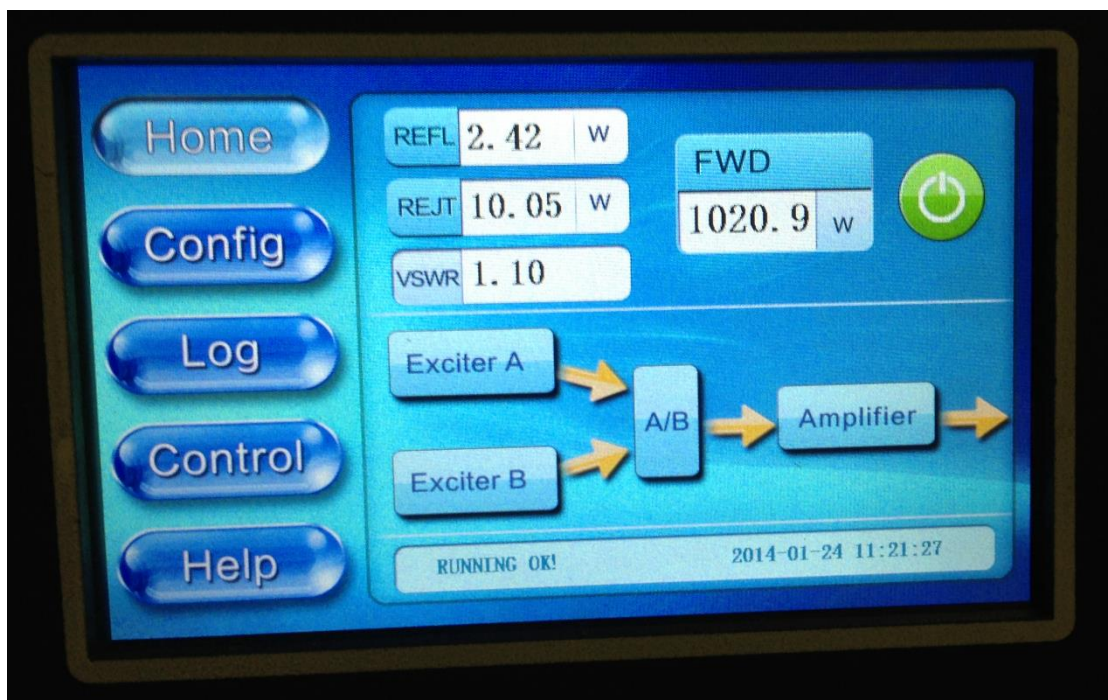 Home
Config
Log
Control
Help
REFL 2.42 W
REJT 10.05 W
VSWR 1.10
FWD
1020.9 W
Exciter A
Exciter B
A/B
Amplifier
RUNNING OK!
2014-01-24 11:21:27